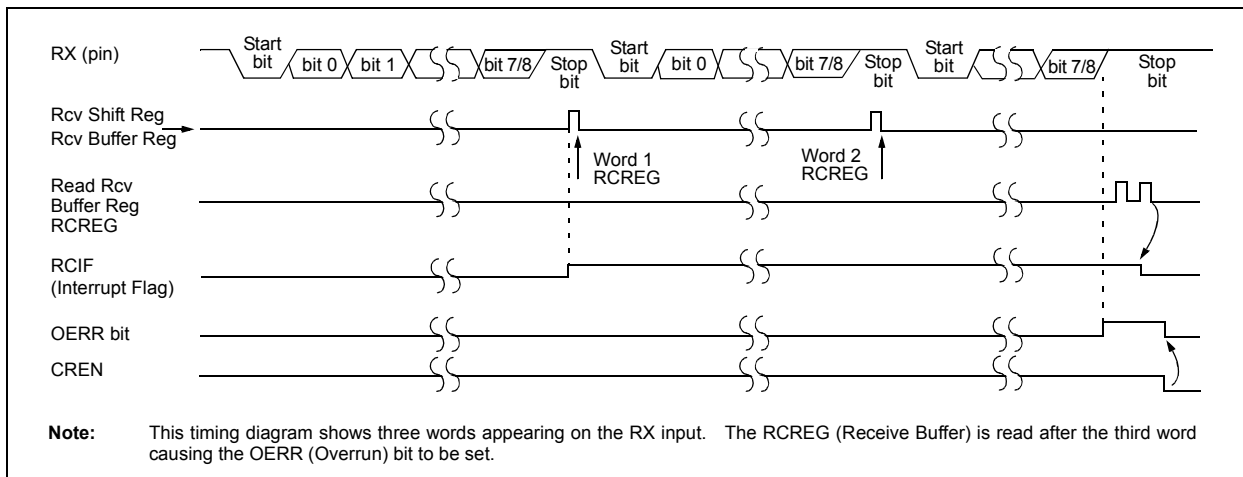 RX (pin)
Start
bit
bit 0
bit 1
bit 7/8
Stop
bit
Start
bit
bit 0
bit 7/8
Stop
bit
Start
bit
bit 7/8
Stop
bit
Rcv Shift Reg
Rcv Buffer Reg
Word 1
RCREG
Word 2
RCREG
Read Rcv
Buffer Reg
RCREG
RCIF
(Interrupt Flag)
OERR bit
CREN
Note: This timing diagram shows three words appearing on the RX input. The RCREG (Receive Buffer) is read after the third word
causing the OERR (Overrun) bit to be set.